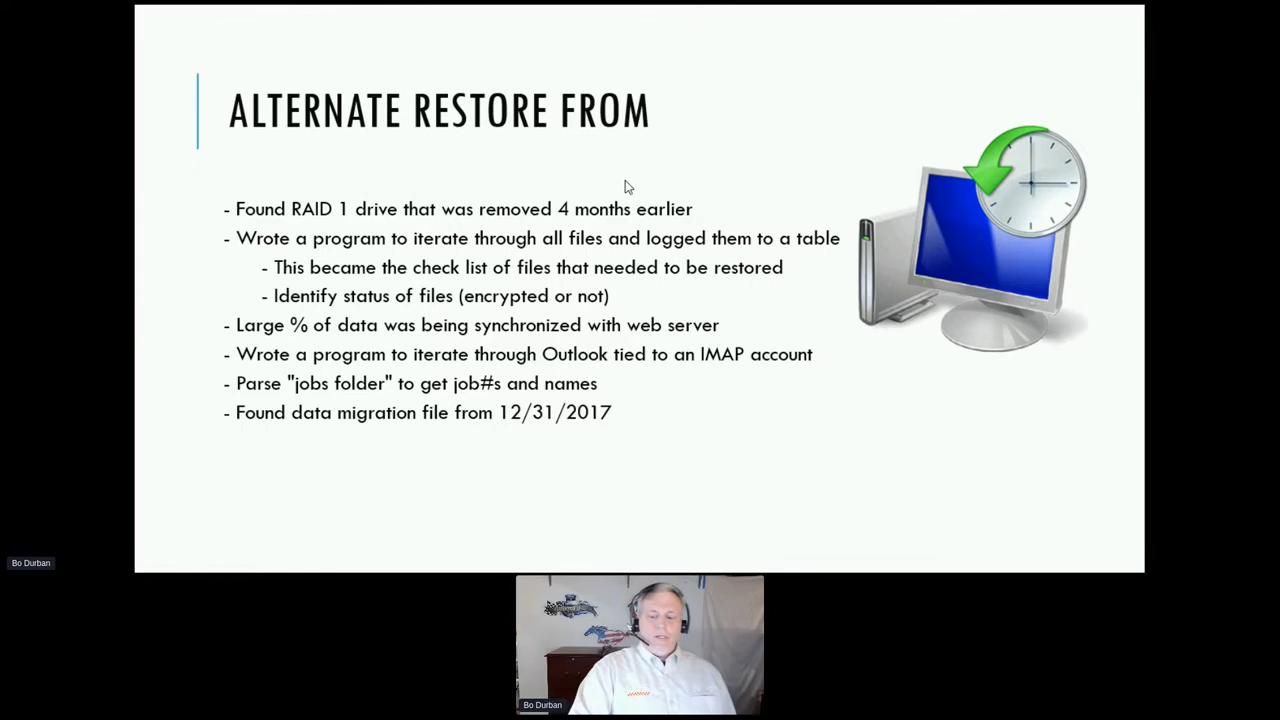 ALTERNATE RESTORE FROM
- Found RAID 1 drive that was removed 4 months earlier
- Wrote a program to iterate through all files and logged them to a table
- This became the check list of files that needed to be restored
- Identify status of files (encrypted or not)
- Large % of data was being synchronized with web server
- Wrote a program to iterate through Outlook tied to an IMAP account
- Parse "jobs folder" to get job#s and names
- Found data migration file from 12/31/2017
Bo Durban
Bo Durban